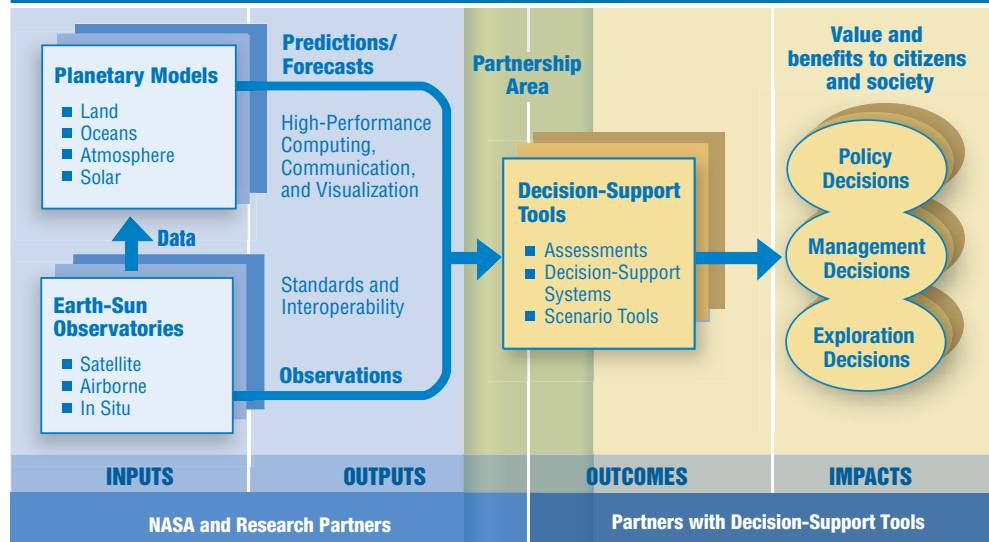 Planetary Models
Land
Oceans
Atmosphere
Solar
Data
Earth-Sun
Observatories
Satellite
Airborne
In Situ
Predictions/
Forecasts
High-Performance
Computing,
Communication,
and Visualization
Standards and
Interoperability
Observations
Partnership
Area
Decision-Support
Tools
Assessments
Decision-Support
Systems
Scenario Tools
Value and
benefits to citizens
and society
Policy
Decisions
Management
Decisions
Exploration
Decisions
INPUTS
OUTPUTS
OUTCOMES
IMPACTS
NASA and Research Partners
Partners with Decision-Support Tools